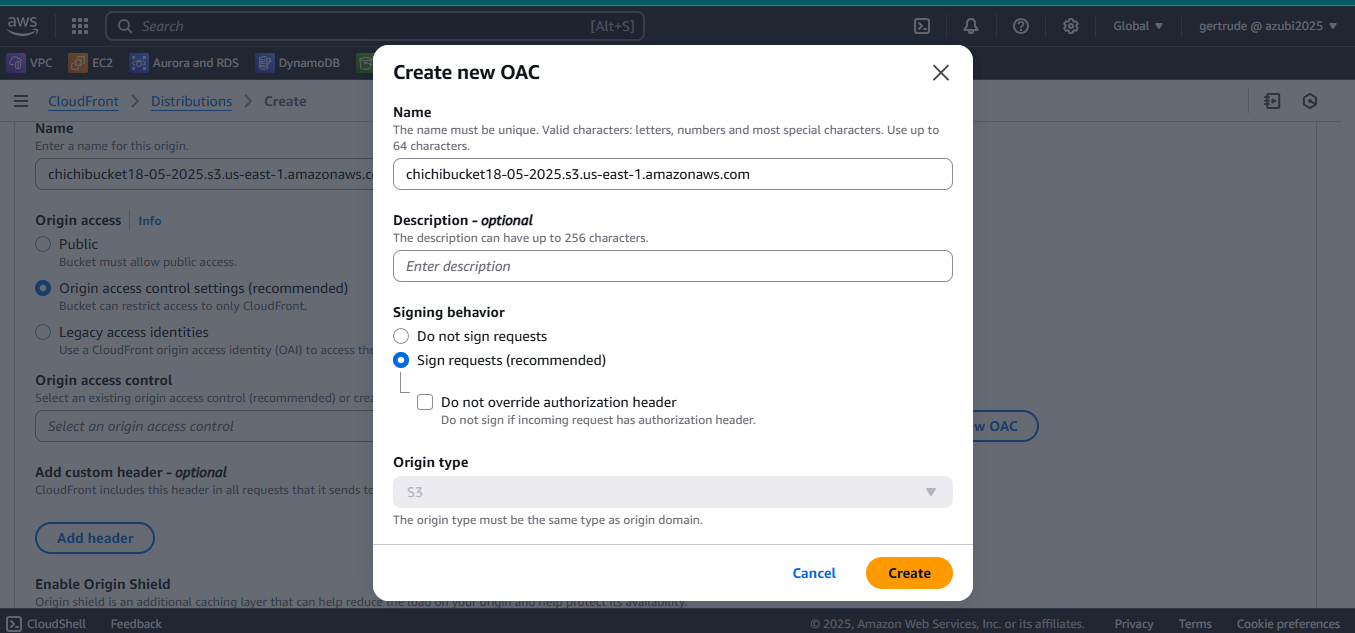 aws
Search
[Alt+S]
Global
gertrude @ azubi2025
VPC
EC2
Aurora and RDS
DynamoDB
CloudFront
Distributions
Create
Name
Enter a name for this origin.
chichibucket18-05-2025.s3.us-east-1.amazonaws.c
Origin access
Info
Public
Bucket must allow public access.
Origin access control settings (recommended)
Bucket can restrict access to only CloudFront.
Legacy access identities
Use a CloudFront origin access identity (OAI) to access the
Origin access control
Select an existing origin access control (recommended) or crea
Select an origin access control
w OAC
Add custom header - optional
CloudFront includes this header in all requests that it sends to
Add header
Enable Origin Shield
Origin shield is an additional caching layer that can help reduce the load on your origin and help protect its availability.
Create new OAC
Name
The name must be unique. Valid characters: letters, numbers and most special characters. Use up to
64 characters.
chichibucket18-05-2025.s3.us-east-1.amazonaws.com
Description - optional
The description can have up to 256 characters.
Enter description
Signing behavior
Do not sign requests
Sign requests (recommended)
Do not override authorization header
Do not sign if incoming request has authorization header.
Origin type
S3
The origin type must be the same type as origin domain.
Cancel
Create
CloudShell
Feedback
© 2025, Amazon Web Services, Inc. or its affiliates.
Privacy
Terms
Cookie preferences